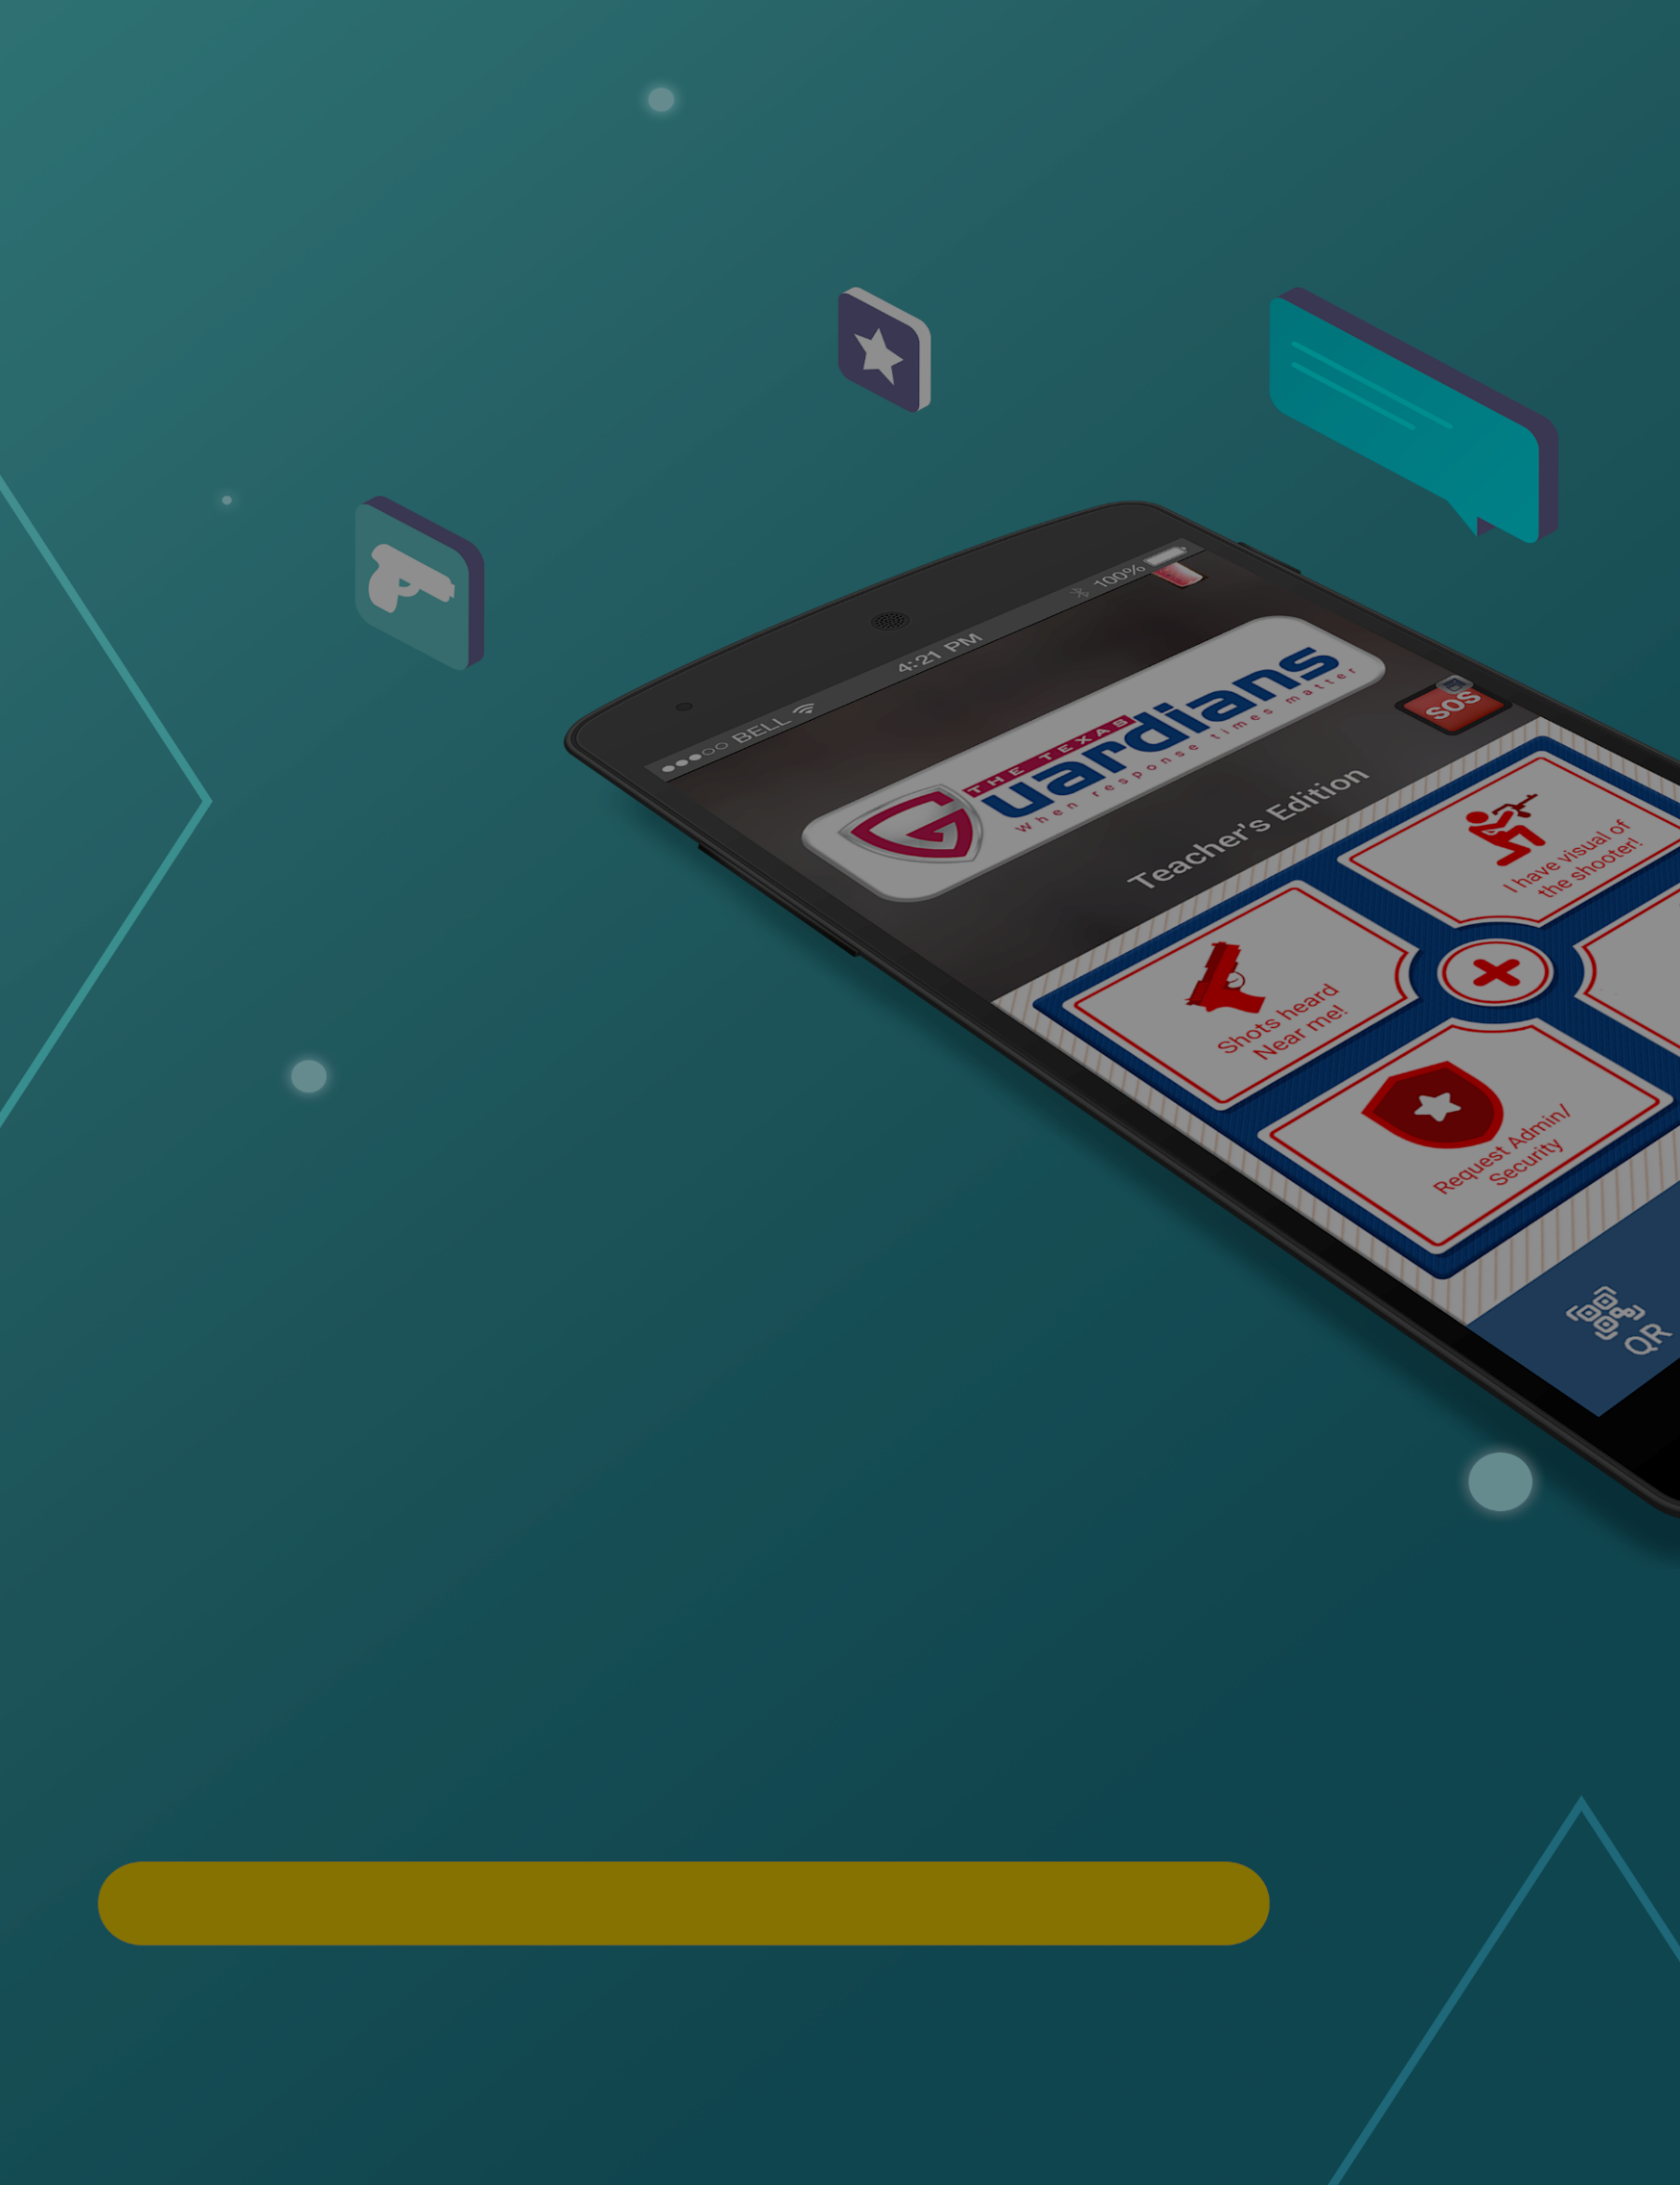 BELL 4:21 PM 100%
THE TEXAS
Guardians
When response times matter
SOS
Teacher's Edition
I have visual of
the shooter!
Shots heard
Near me!
Request Admin/
Security
QR